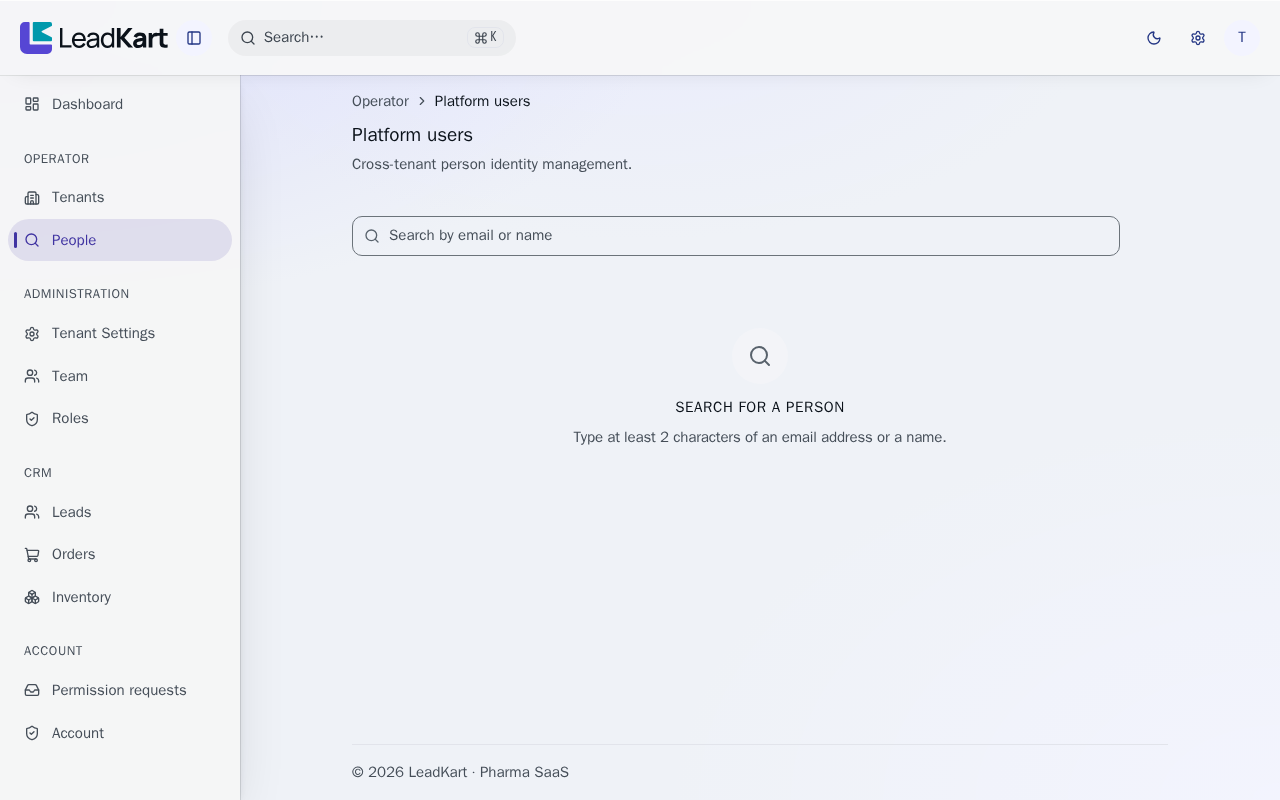 LeadKart
Search…
⌘K
T
Dashboard
OPERATOR
Tenants
People
ADMINISTRATION
Tenant Settings
Team
Roles
CRM
Leads
Orders
Inventory
ACCOUNT
Permission requests
Account
Operator > Platform users
Platform users
Cross-tenant person identity management.
Search by email or name
SEARCH FOR A PERSON
Type at least 2 characters of an email address or a name.
© 2026 LeadKart · Pharma SaaS